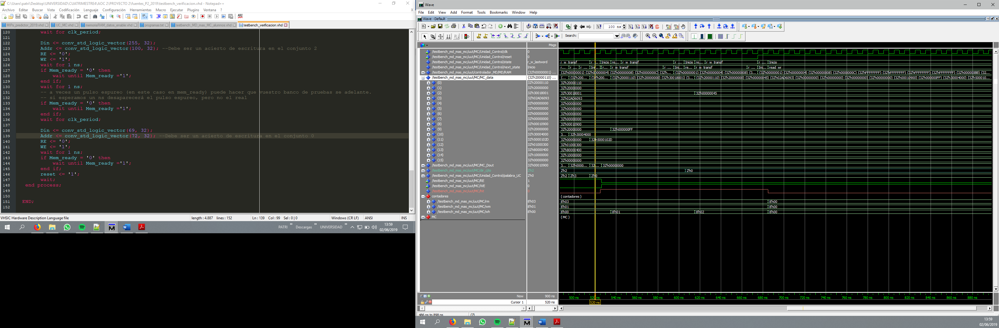 C:\Users\patri\Desktop\UNIVERSIDAD\CUATRIMESTRE4\AOC 2\PROYECTO 2\fuentes_P2_2019\testbench_verificacion.vhd - Notepad++
Archivo Editar Buscar Vista Codificación Lenguaje Configuración Herramientas Macro Ejecutar Plugins Ventana ? X
MIPs_predictor_2019.vhd UC_MC.vhd memoriaRAM_datos_enable.vhd programas.txt testbench_MD_mas_MC_alumnos.vhd testbench_verificacion.vhd
120 wait for clk_period;
121
122 Din <= conv_std_logic_vector(255, 32);
123 Addr <= conv_std_logic_vector(100, 32); --Debe ser un acierto de escritura en el conjunto 2
124 RE <= '0';
125 WE <= '1';
126 wait for 1 ns;
127 if Mem_ready = '0' then
128 wait until Mem_ready ='1';
129 end if;
130 wait for 1 ns;
131 -- a veces un pulso espureo (en este caso en mem_ready) puede hacer que vuestro banco de pruebas se adelante.
132 -- si esperamos un ns desaparecerá el pulso espureo, pero no el real
133 if Mem_ready = '0' then
134 wait until Mem_ready ='1';
135 end if;
136 wait for clk_period;
137
138 Din <= conv_std_logic_vector(69, 32);
139 Addr <= conv_std_logic_vector(72, 32); --Debe ser un acierto de escritura en el conjunto 0
140 RE <= '0';
141 WE <= '1';
142 wait for 1 ns;
143 if Mem_ready = '0' then
144 wait until Mem_ready ='1';
145 end if;
146 reset <= '1';
147 wait;
148 end process;
149
150
151 END;
152
VHSIC Hardware Description Language file length : 4.887 lines : 152 Ln : 139 Col : 99 Sel : 0 | 0 Windows (CR LF) ANSI INS
PATRI Descargas UNIVERSIDAD 13:59
02/06/2019
Wave
File Edit View Add Format Tools Bookmarks Window Help
Wave - Default
100 ns
Search:
Msgs
/testbench_md_mas_mc/uut/MC/Unidad_Control/clk 0
/testbench_md_mas_mc/uut/MC/Unidad_Control/reset 0
/testbench_md_mas_mc/uut/MC/Unidad_Control/state r_w_lastword r_w_transf r_... Inicio re... r_w_transf r_... Inicio re... r_w_transf r_... Inicio
/testbench_md_mas_mc/uut/MC/Unidad_Control/next_state Inicio r_w_transf r_... Ini... re... r_w_transf r_... Ini... read_wr
/testbench_md_mas_mc/uut/controlador_MD/MD/RAM {32'h00000001} ... {32'h00000001} {32'h00000004} {32'h00000008} {32'h0000000C} {32'h... {32'h00000001} {32'h00000004} {32'h00000008} {3... {32'h00000001} {32'h00000004} {32'h00000008} {32'h0000000C} {32'hFFFFFFFF} {32'hFFFFFFFF} {32'hFFFFFFFF} {32'hFFFFFFFF} {32'h000000BB} {32'...
/testbench_md_mas_mc/uut/MC/MC_data {32'h20000110} ... {32'h20000110} {32'h20000000} {32'h30018001} {3... {32'h20000110} {32'h20000000} {32'h00000045} {32'h02AD6093} {32'h00000000} {32'h00000000} {32'h00000000} {32'h00000000} {32'h00010900} {32'h000000FF} {32'h30004000} {32'h500010...
(0) 32'h20000110 32'h20000110
(1) 32'h20000000 32'h20000000
(2) 32'h30018001 32'h30018001 32'h00000045
(3) 32'h02AD6093 32'h02AD6093
(4) 32'h00000000 32'h00000000
(5) 32'h00000000 32'h00000000
(6) 32'h00000000 32'h00000000
(7) 32'h00000000 32'h00000000
(8) 32'h00010900 32'h00010900
(9) 32'h20000000 32'h20000000 32'h000000FF
(10) 32'h30004000 3... 32'h30004000
(11) 32'h5000102D 32'h00000000 32'h5000102D
(12) 32'h01000300 32'h01000300
(13) 32'h80000400 32'h80000400
(14) 32'h10000000 32'h10000000
(15) 32'h00000000 32'h00000000
/testbench_md_mas_mc/uut/MC/MC_Dout 32'h00010900 3... 32'h0000... 32... 32'h00000000
/testbench_md_mas_mc/uut/MC/dir_cjto 2'h2 2'h2 2'h0
/testbench_md_mas_mc/uut/MC/Unidad_Control/palabra_UC 2'h0 2'h2 2'h3 2'h0
/testbench_md_mas_mc/uut/MC/RE 1
/testbench_md_mas_mc/uut/MC/WE 0
/testbench_md_mas_mc/uut/MC/hit 0
contadores ( contadores )
/testbench_md_mas_mc/uut/MC/rm 8'h03 8'h03 8'h00
/testbench_md_mas_mc/uut/MC/wm 8'h01 8'h01 8'h00
/testbench_md_mas_mc/uut/MC/wh 8'h00 8'h00 8'h01 8'h02 8'h00
MC ( MC )
Now 900 ns 500 ns 520 ns 540 ns 560 ns 580 ns 600 ns 620 ns 640 ns 660 ns 680 ns 700 ns 720 ns 740 ns 760 ns 780 ns 800 ns 820 ns 840 ns 860 ns 880 ns
Cursor 1 520 ns 520 ns
486 ns to 898 ns (7)
13:59
02/06/2019